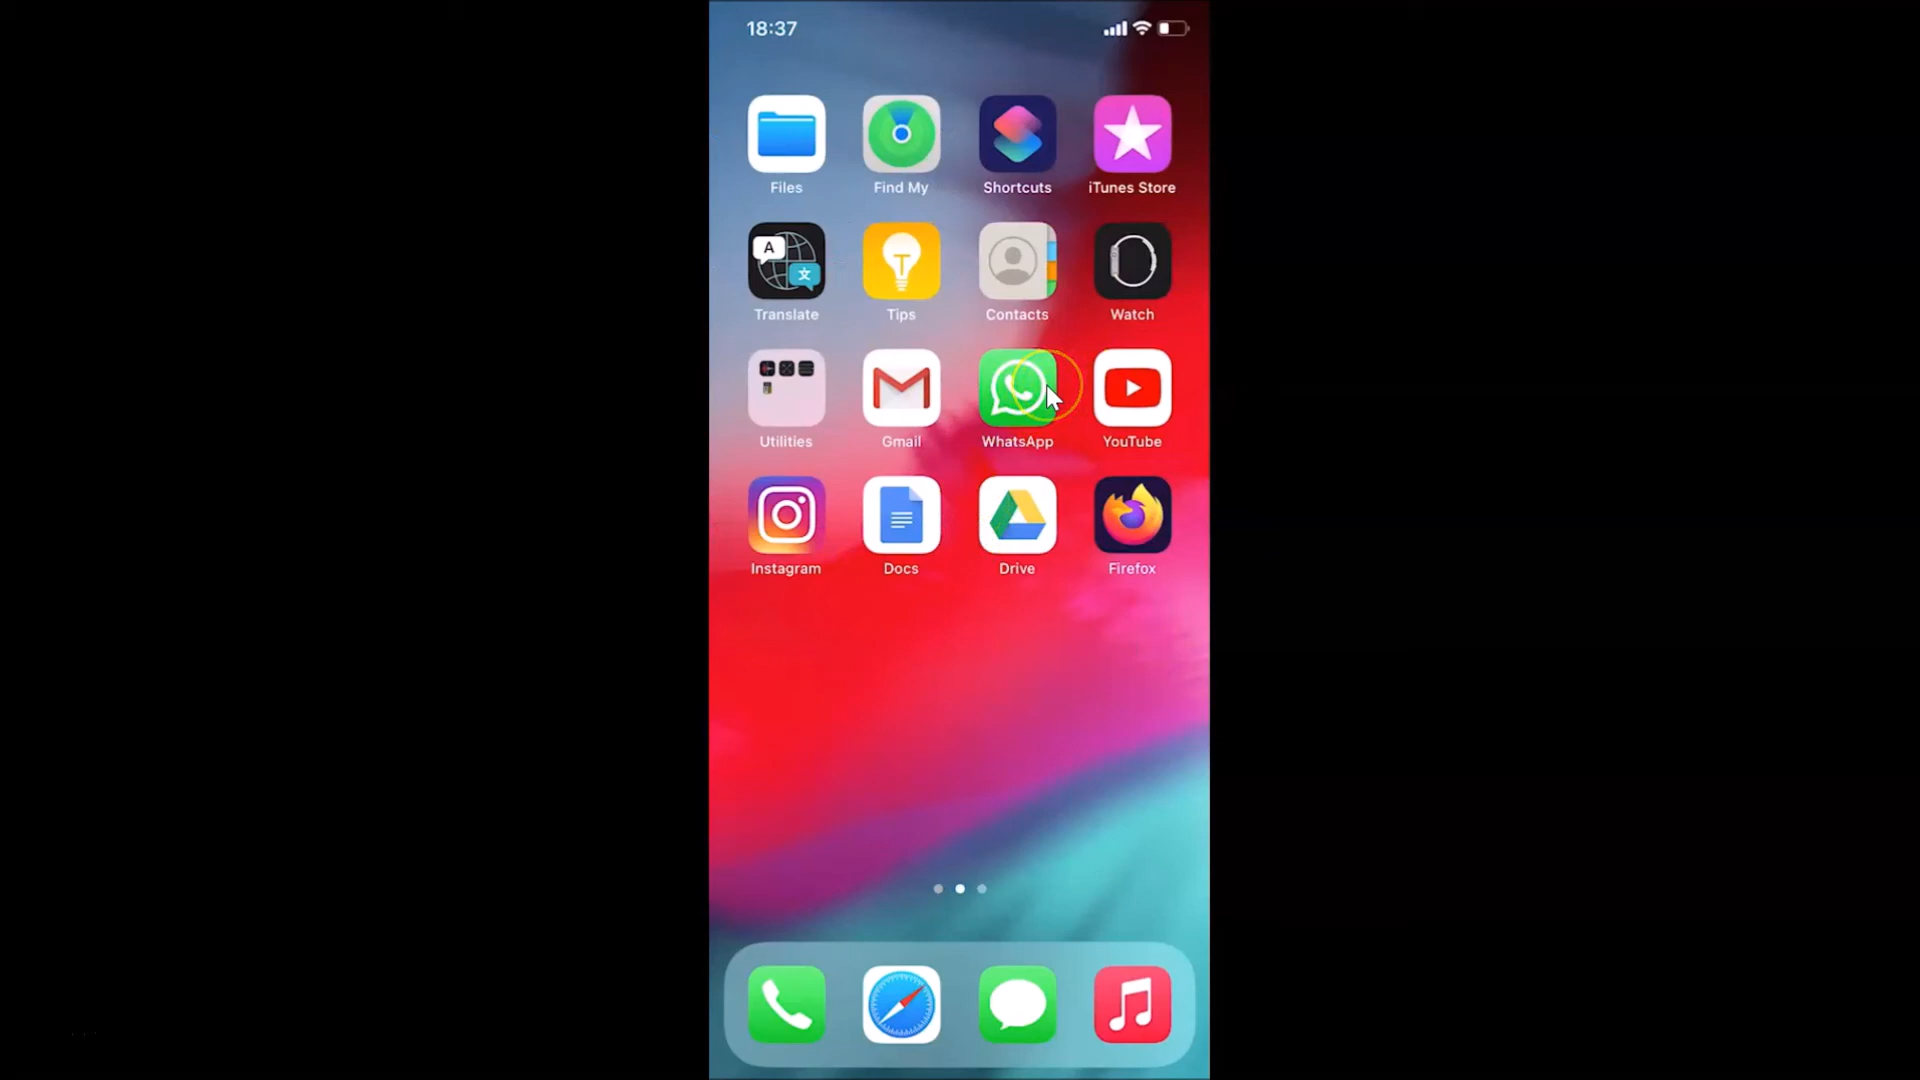 18:37
Files
Find My
Shortcuts
iTunes Store
A
文
T
Translate
Tips
Contacts
Watch
Utilities
Gmail
WhatsApp
YouTube
Instagram
Docs
Drive
Firefox